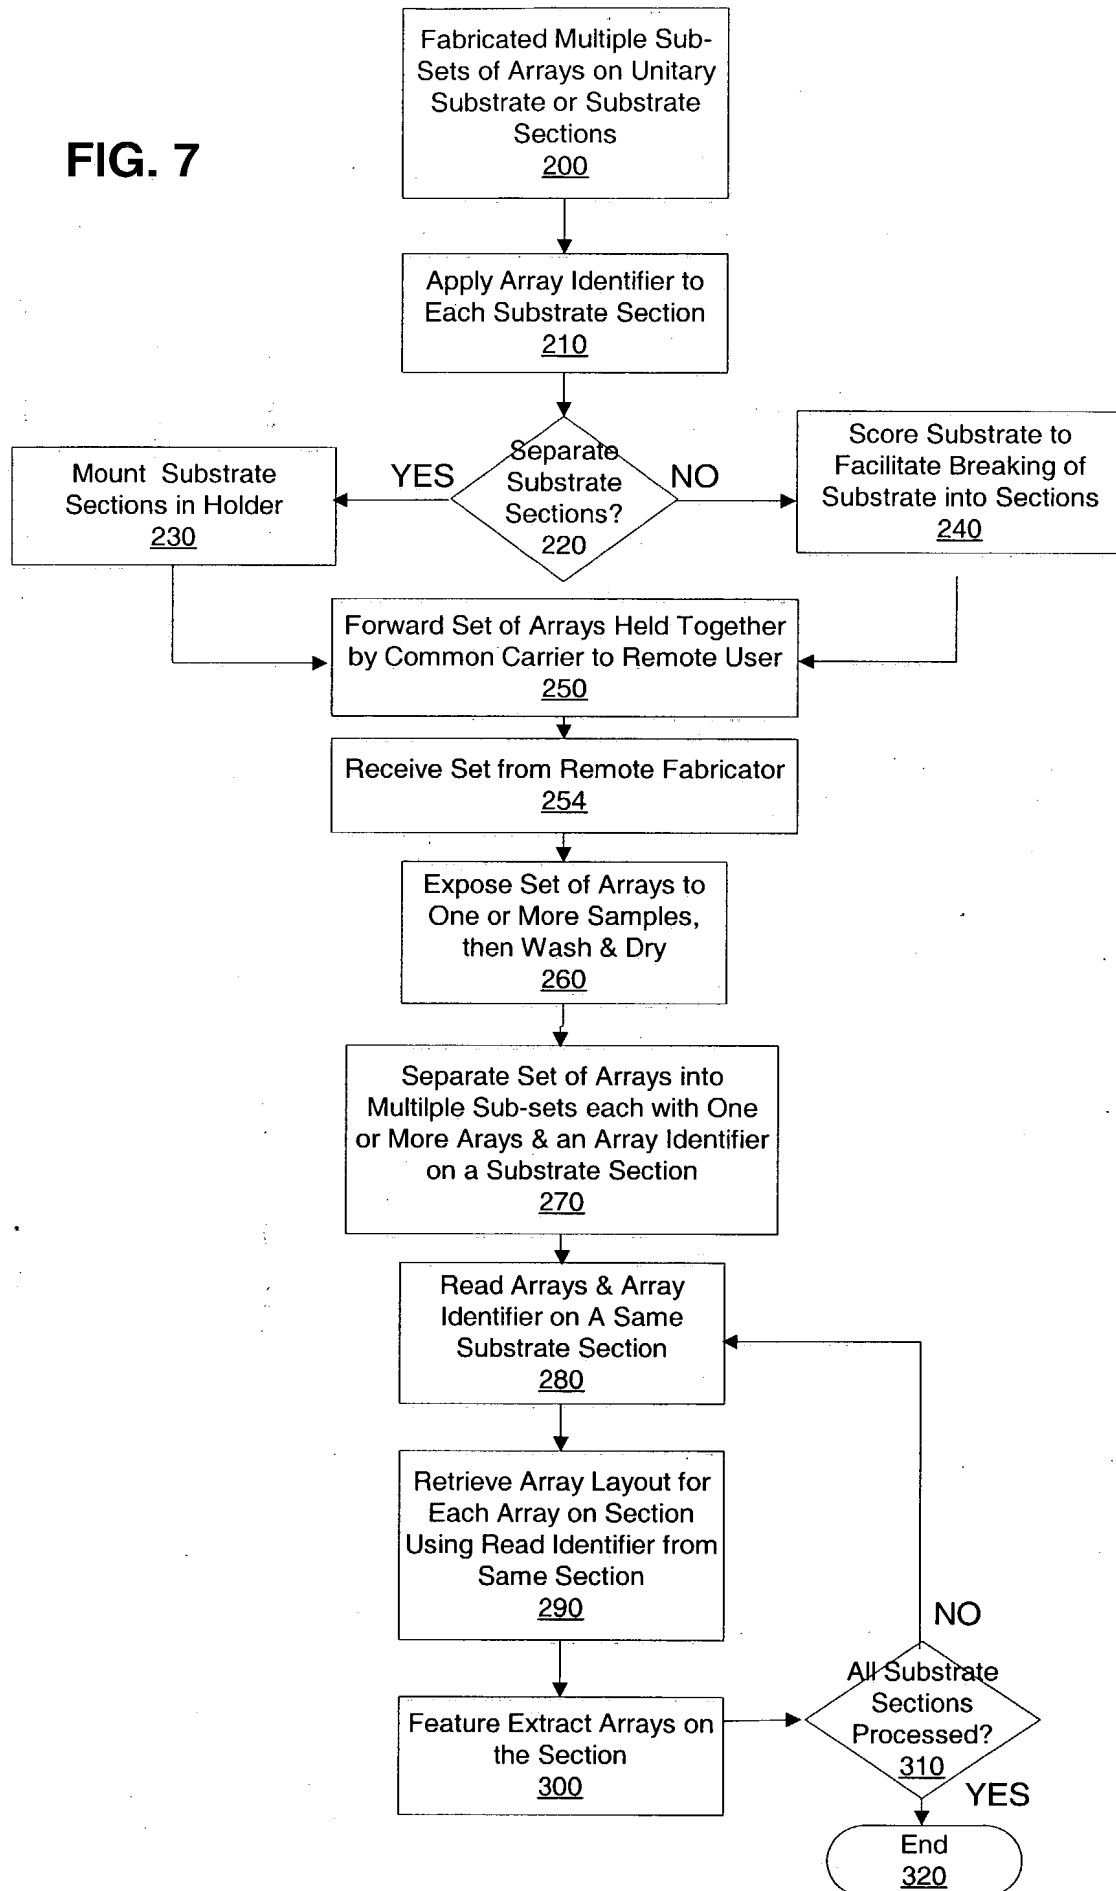 FIG. 7
Fabricated Multiple Sub-
Sets of Arrays on Unitary
Substrate or Substrate
Sections
200
Apply Array Identifier to
Each Substrate Section
210
Separate
Substrate
Sections?
220
YES
NO
Mount Substrate
Sections in Holder
230
Score Substrate to
Facilitate Breaking of
Substrate into Sections
240
Forward Set of Arrays Held Together
by Common Carrier to Remote User
250
Receive Set from Remote Fabricator
254
Expose Set of Arrays to
One or More Samples,
then Wash & Dry
260
Separate Set of Arrays into
Multilple Sub-sets each with One
or More Arays & an Array Identifier
on a Substrate Section
270
Read Arrays & Array
Identifier on A Same
Substrate Section
280
Retrieve Array Layout for
Each Array on Section
Using Read Identifier from
Same Section
290
Feature Extract Arrays on
the Section
300
NO
All Substrate
Sections
Processed?
310
YES
End
320